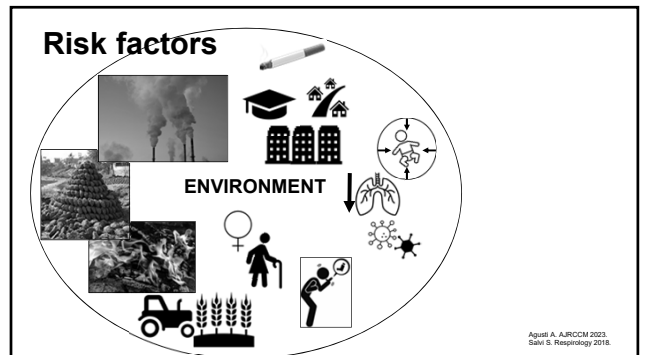 Risk factors
ENVIRONMENT
Agusti A. AJRCCM 2023.
Salvi S. Respirology 2018.